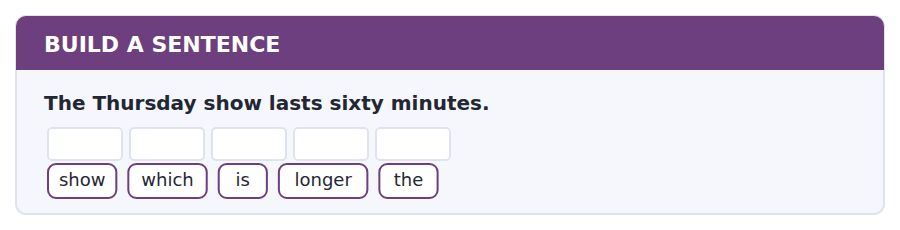 BUILD A SENTENCE
The Thursday show lasts sixty minutes.
show which is longer the